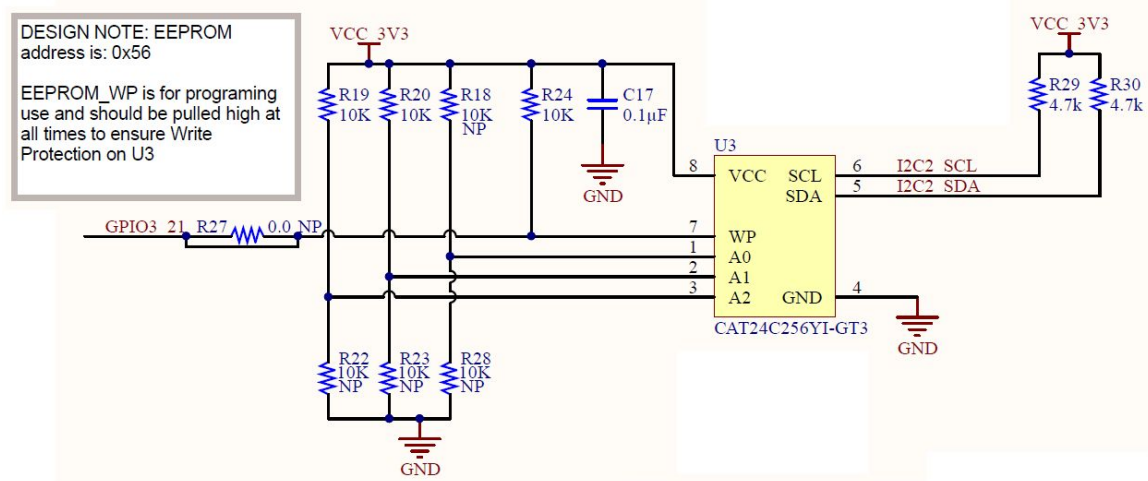 DESIGN NOTE: EEPROM
address is: 0x56
EEPROM_WP is for programing
use and should be pulled high at
all times to ensure Write
Protection on U3
VCC_3V3
R19
10K
R20
10K
R18
10K
NP
R24
10K
C17
0.1µF
GND
VCC_3V3
R29
4.7k
R30
4.7k
U3
8 VCC
SCL 6 I2C2_SCL
SDA 5 I2C2_SDA
GPIO3_21 R27 0.0 NP
7 WP
1 A0
2 A1
3 A2
GND 4
GND
CAT24C256YI-GT3
R22
10K
NP
R23
10K
NP
R28
10K
NP
GND